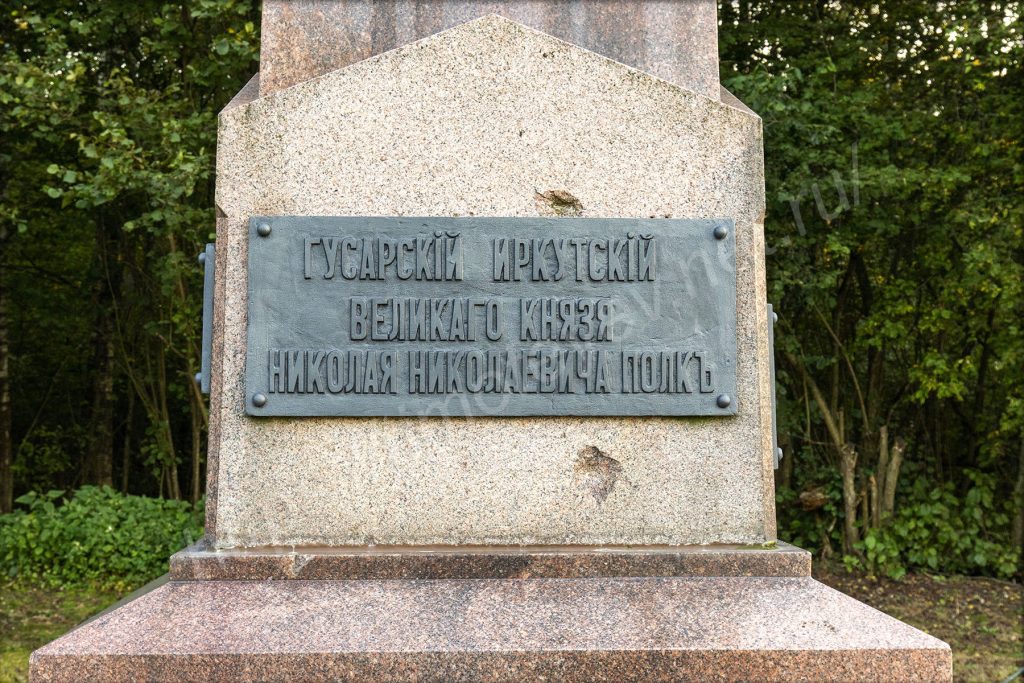 ГУСАРСКІЙ ИРКУТСКІЙ
ВЕЛИКАГО КНЯЗЯ
НИКОЛАЯ НИКОЛАЕВИЧА ПОЛКЪ